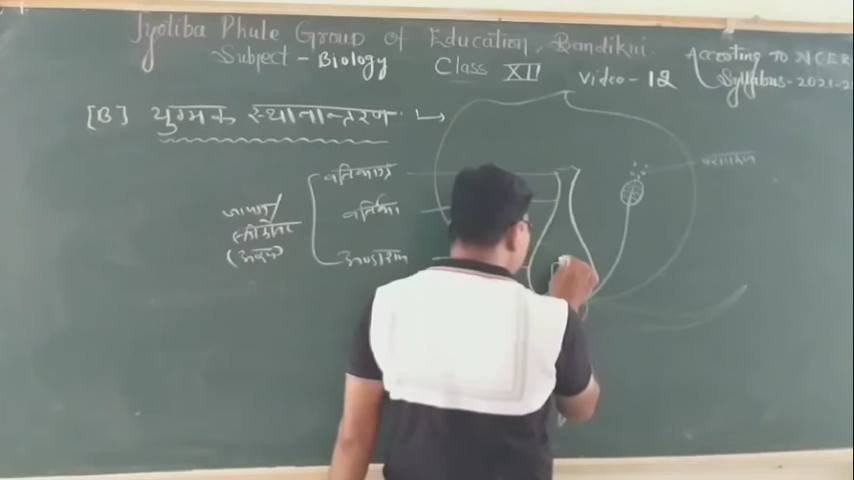 Jyotiba Phule Group of Education, Bandikui.
Subject - Biology Class XII Video - 12
According TO NCER
Syllabus - 2021-2
[B] युग्मक स्थानान्तरण
वर्तिकाग्र
वर्तिका
जायांग/
स्त्रीकेसर
(अण्डप)
अण्डाशय
परागकण